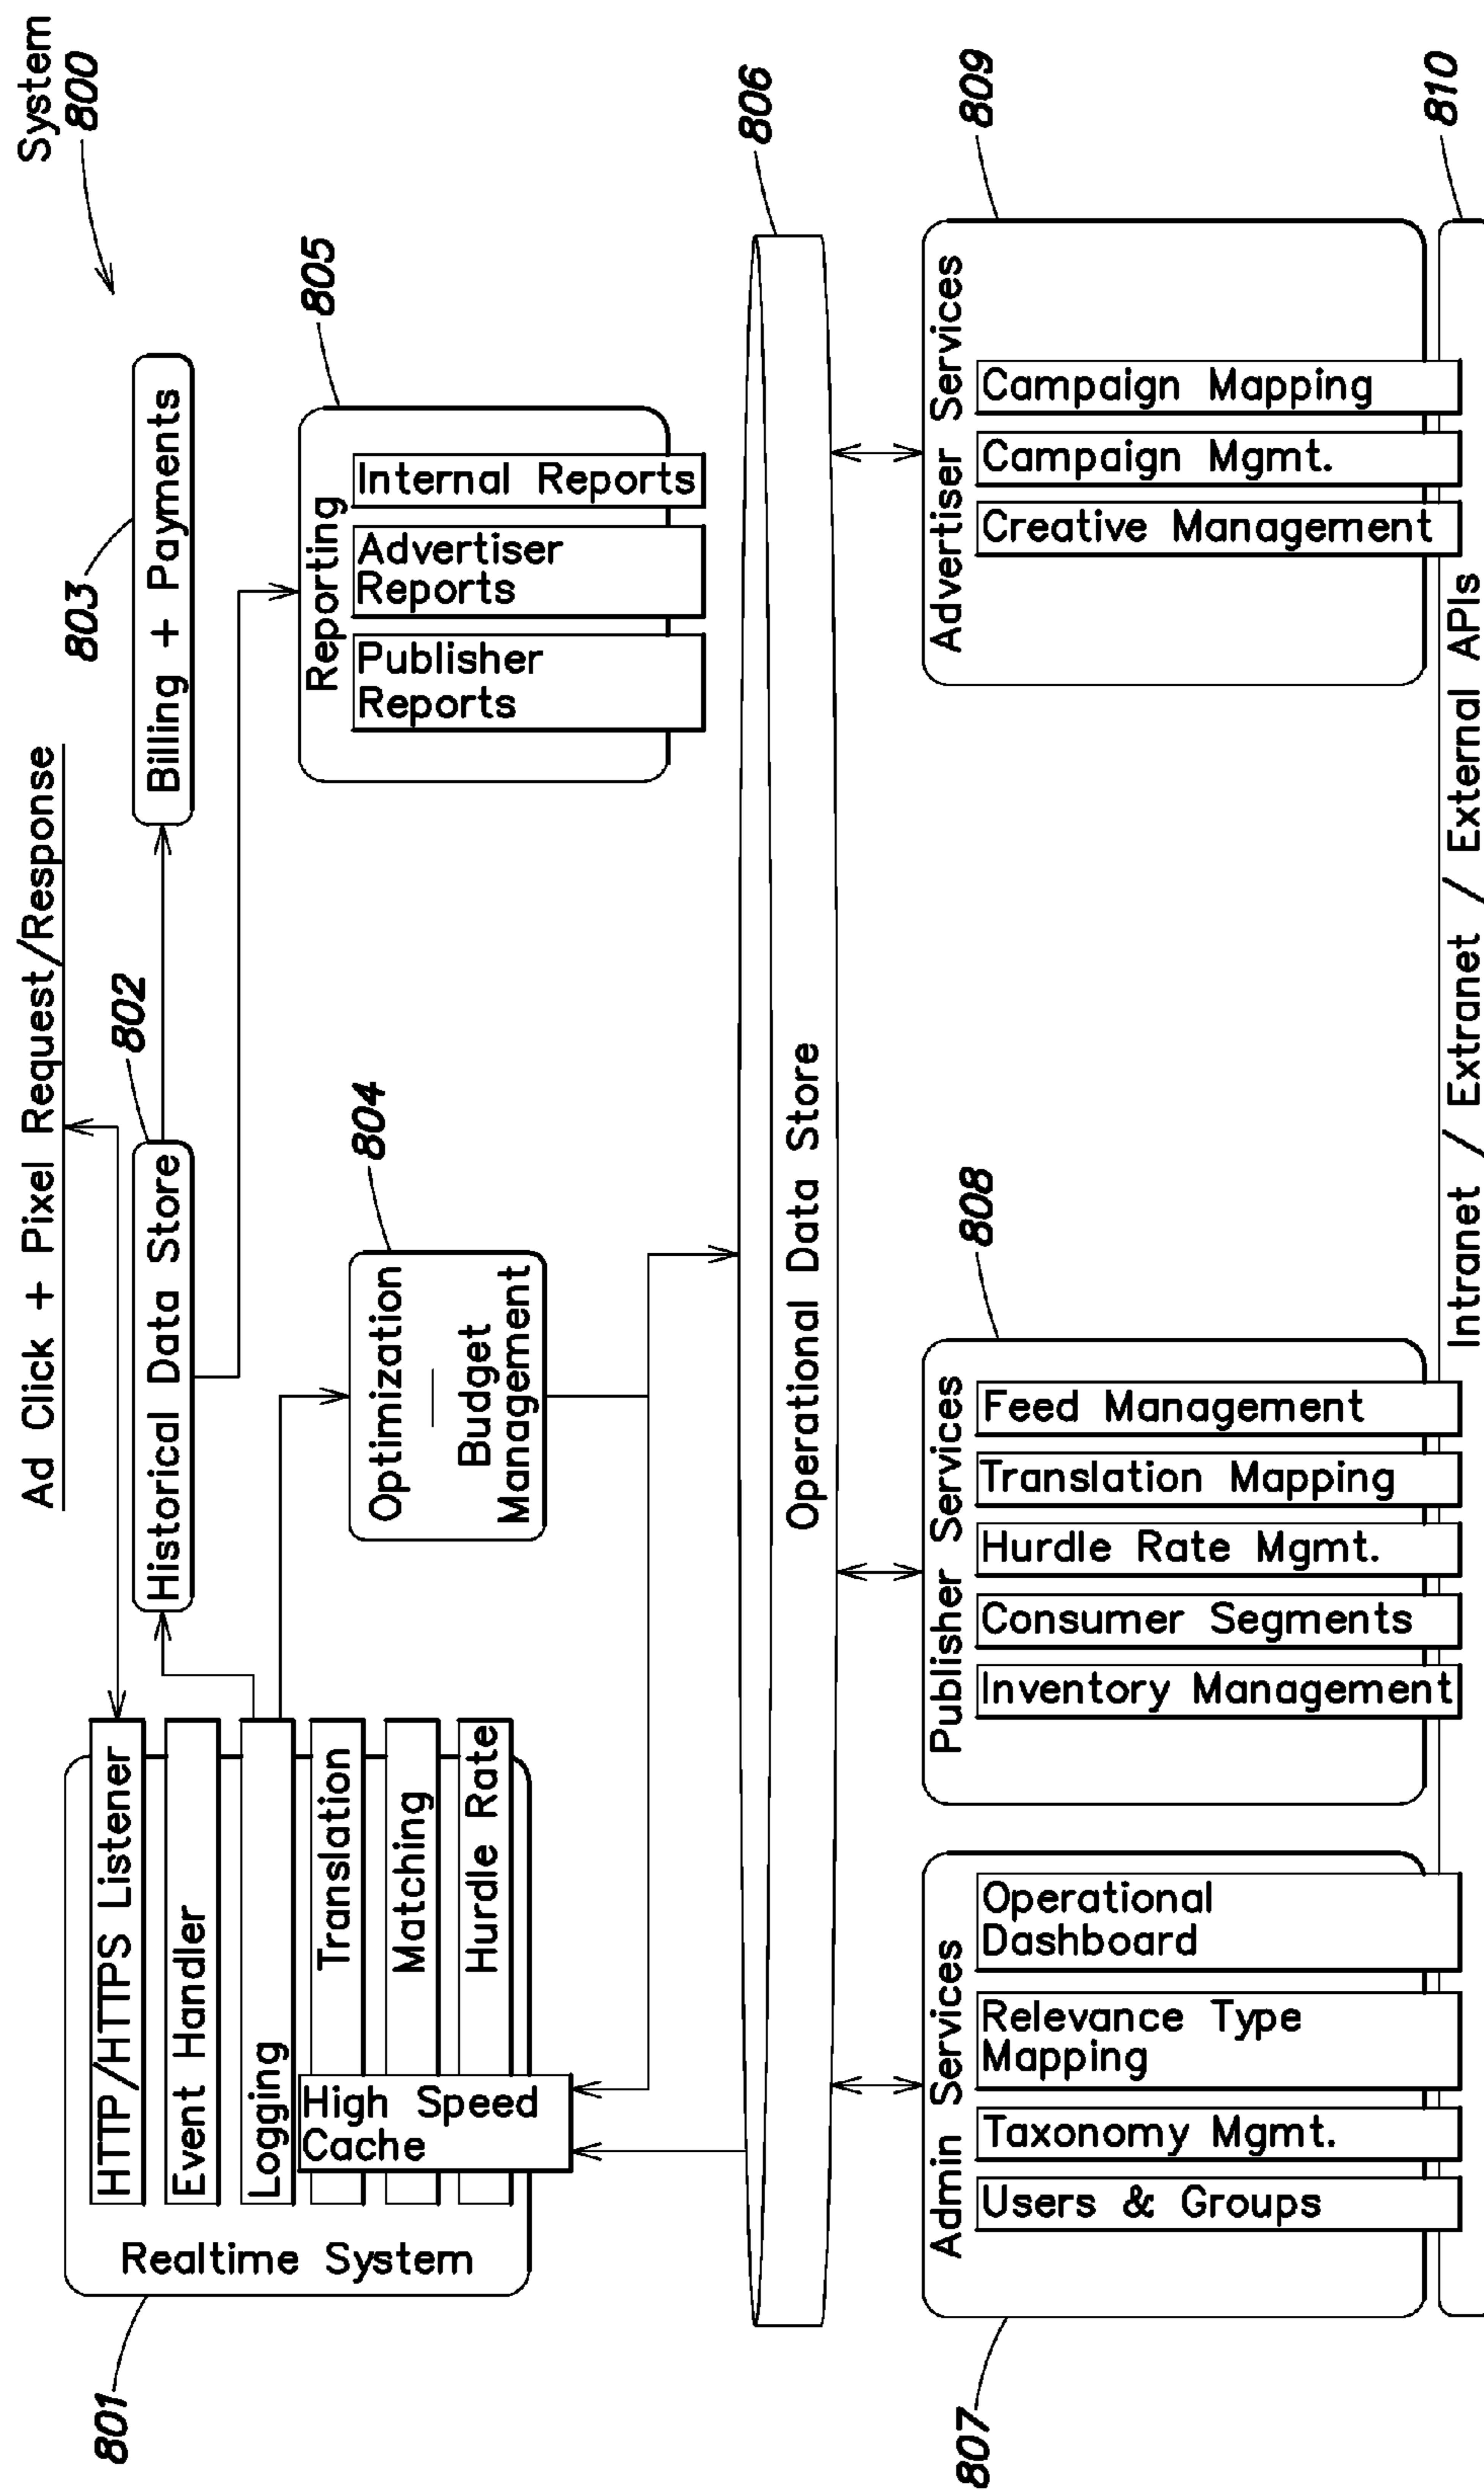 System
800
Ad Click + Pixel Request/Response
801
HTTP/HTTPS Listener
Event Handler
Logging
Translation
Matching
Hurdle Rate
High Speed
Cache
Realtime System
802
Historical Data Store
803
Billing + Payments
804
Optimization
Budget
Management
805
Reporting
Publisher
Reports
Advertiser
Reports
Internal Reports
806
Operational Data Store
807
Admin Services
Users & Groups
Taxonomy Mgmt.
Relevance Type
Mapping
Operational
Dashboard
808
Publisher Services
Inventory Management
Consumer Segments
Hurdle Rate Mgmt.
Translation Mapping
Feed Management
809
Advertiser Services
Creative Management
Campaign Mgmt.
Campaign Mapping
810
Intranet / Extranet / External APIs